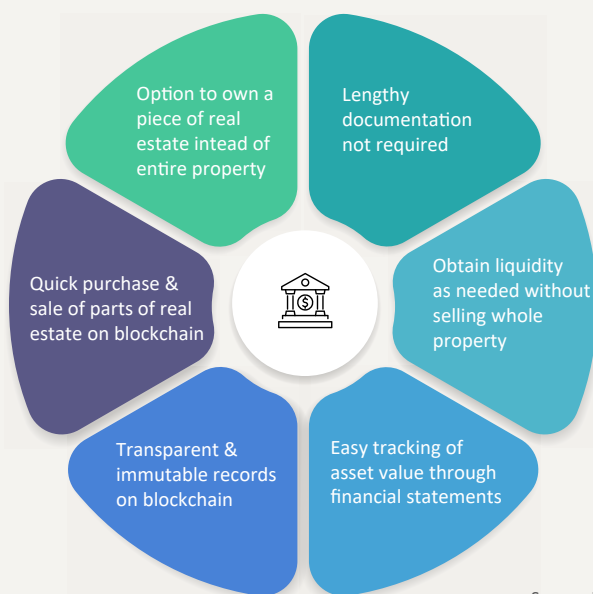 Option to own a
piece of real
estate intead of
entire property
Lengthy
documentation
not required
Obtain liquidity
as needed without
selling whole
property
Easy tracking of
asset value through
financial statements
Transparent &
immutable records
on blockchain
Quick purchase &
sale of parts of real
estate on blockchain
$